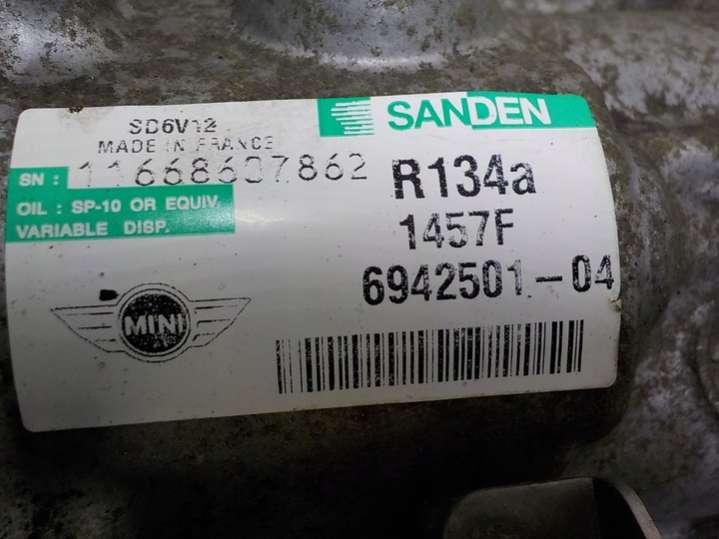 SD6V12
MADE IN FRANCE
SN : 11668607862
OIL : SP-10 OR EQUIV.
VARIABLE DISP.
SANDEN
R134a
1457F
6942501-04
MINI